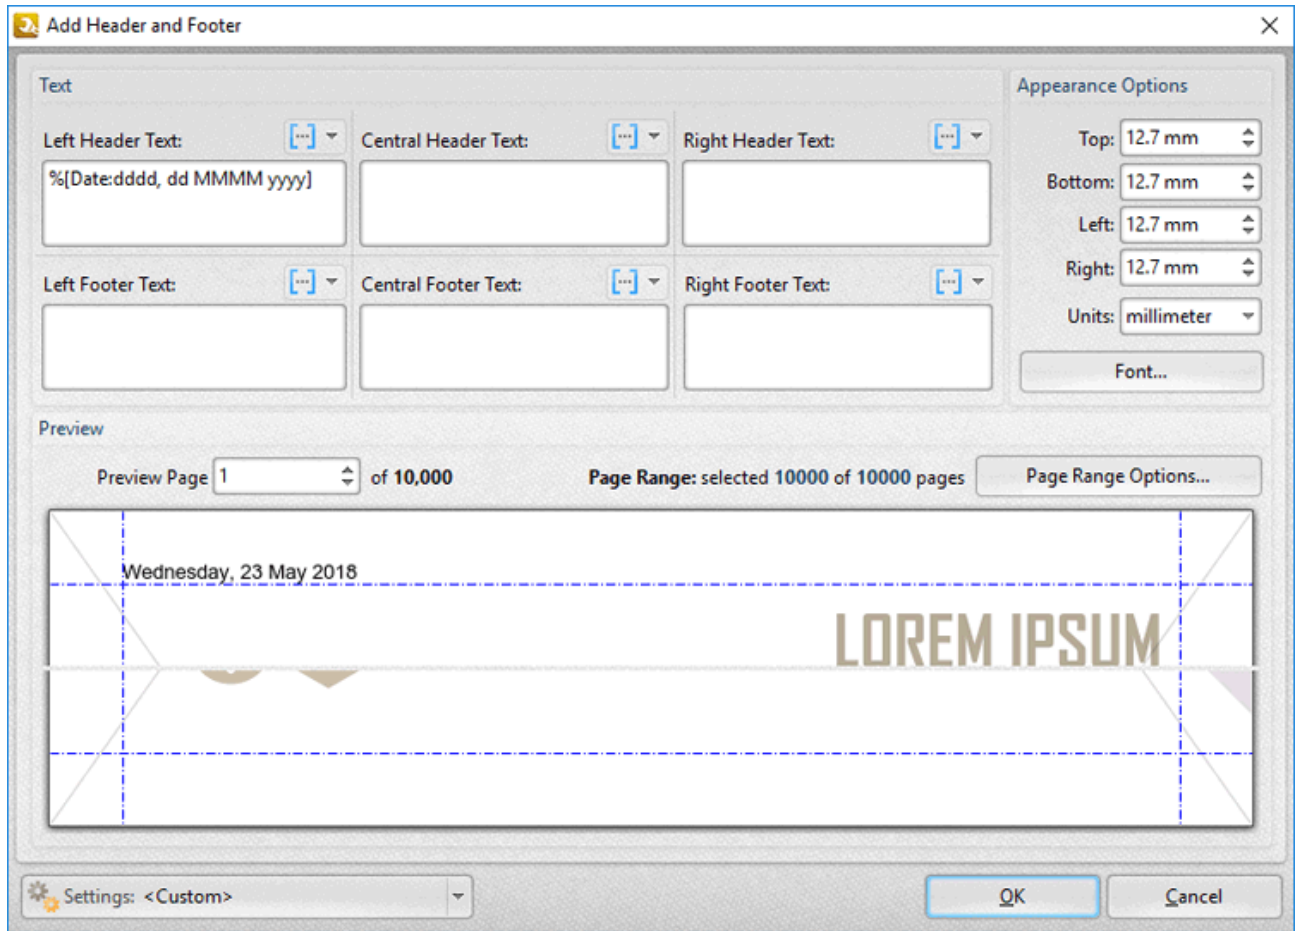 Add Header and Footer
Text
Appearance Options
Left Header Text:
Central Header Text:
Right Header Text:
%[Date:dddd, dd MMMM yyyy]
Top: 12.7 mm
Bottom: 12.7 mm
Left: 12.7 mm
Right: 12.7 mm
Units: millimeter
Font...
Left Footer Text:
Central Footer Text:
Right Footer Text:
Preview
Preview Page 1 of 10,000
Page Range: selected 10000 of 10000 pages
Page Range Options...
Wednesday, 23 May 2018
LOREM IPSUM
Settings: <Custom>
OK
Cancel